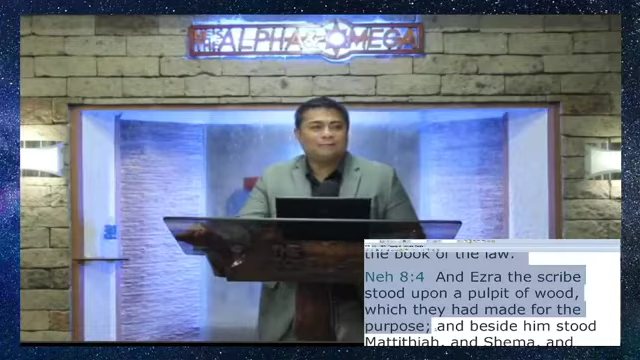 ALPHA OMEGA
the book of the law.
Neh 8:4 And Ezra the scribe
stood upon a pulpit of wood,
which they had made for the
purpose; and beside him stood
Mattithiah, and Shema, and